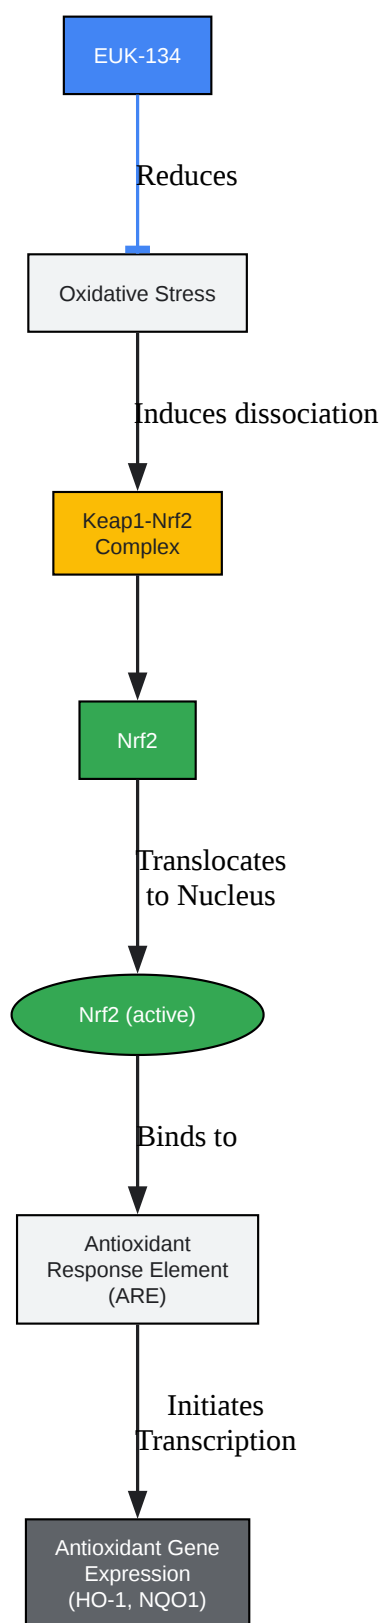 EUK-134
Reduces
Oxidative Stress
Induces dissociation
Keap1-Nrf2
Complex
Nrf2
Translocates
to Nucleus
Nrf2 (active)
Binds to
Antioxidant
Response Element
(ARE)
Initiates
Transcription
Antioxidant Gene
Expression
(HO-1, NQO1)